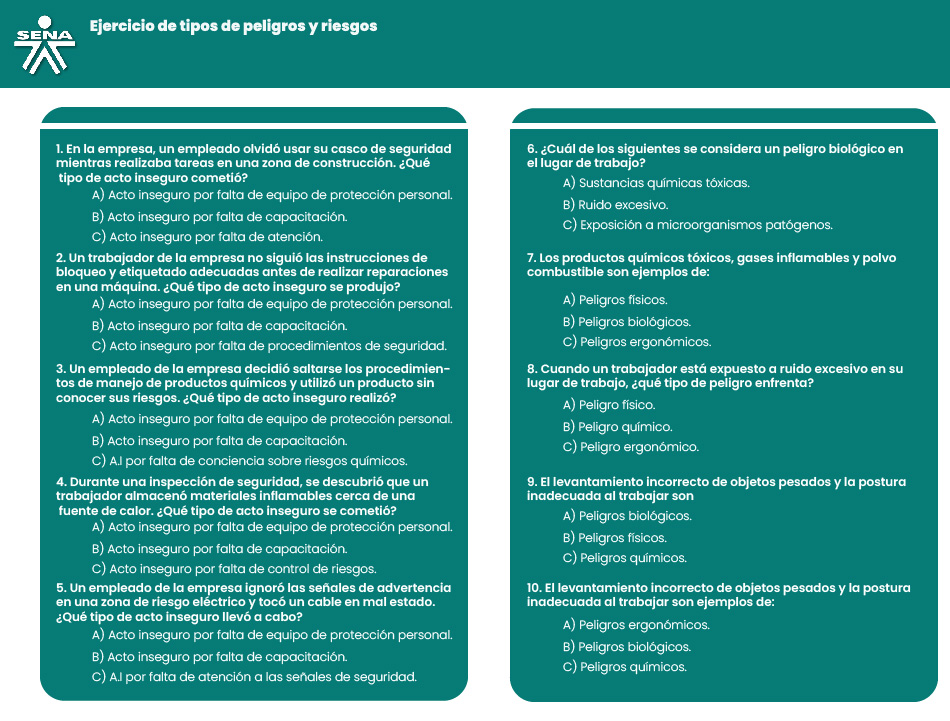 SENA
Ejercicio de tipos de peligros y riesgos
1. En la empresa, un empleado olvidó usar su casco de seguridad
mientras realizaba tareas en una zona de construcción. ¿Qué
tipo de acto inseguro cometió?
A) Acto inseguro por falta de equipo de protección personal.
B) Acto inseguro por falta de capacitación.
C) Acto inseguro por falta de atención.
2. Un trabajador de la empresa no siguió las instrucciones de
bloqueo y etiquetado adecuadas antes de realizar reparaciones
en una máquina. ¿Qué tipo de acto inseguro se produjo?
A) Acto inseguro por falta de equipo de protección personal.
B) Acto inseguro por falta de capacitación.
C) Acto inseguro por falta de procedimientos de seguridad.
3. Un empleado de la empresa decidió saltarse los procedimien-
tos de manejo de productos químicos y utilizó un producto sin
conocer sus riesgos. ¿Qué tipo de acto inseguro realizó?
A) Acto inseguro por falta de equipo de protección personal.
B) Acto inseguro por falta de capacitación.
C) A.I por falta de conciencia sobre riesgos químicos.
4. Durante una inspección de seguridad, se descubrió que un
trabajador almacenó materiales inflamables cerca de una
fuente de calor. ¿Qué tipo de acto inseguro se cometió?
A) Acto inseguro por falta de equipo de protección personal.
B) Acto inseguro por falta de capacitación.
C) Acto inseguro por falta de control de riesgos.
5. Un empleado de la empresa ignoró las señales de advertencia
en una zona de riesgo eléctrico y tocó un cable en mal estado.
¿Qué tipo de acto inseguro llevó a cabo?
A) Acto inseguro por falta de equipo de protección personal.
B) Acto inseguro por falta de capacitación.
C) A.I por falta de atención a las señales de seguridad.
6. ¿Cuál de los siguientes se considera un peligro biológico en
el lugar de trabajo?
A) Sustancias químicas tóxicas.
B) Ruido excesivo.
C) Exposición a microorganismos patógenos.
7. Los productos químicos tóxicos, gases inflamables y polvo
combustible son ejemplos de:
A) Peligros físicos.
B) Peligros biológicos.
C) Peligros ergonómicos.
8. Cuando un trabajador está expuesto a ruido excesivo en su
lugar de trabajo, ¿qué tipo de peligro enfrenta?
A) Peligro físico.
B) Peligro químico.
C) Peligro ergonómico.
9. El levantamiento incorrecto de objetos pesados y la postura
inadecuada al trabajar son
A) Peligros biológicos.
B) Peligros físicos.
C) Peligros químicos.
10. El levantamiento incorrecto de objetos pesados y la postura
inadecuada al trabajar son ejemplos de:
A) Peligros ergonómicos.
B) Peligros biológicos.
C) Peligros químicos.